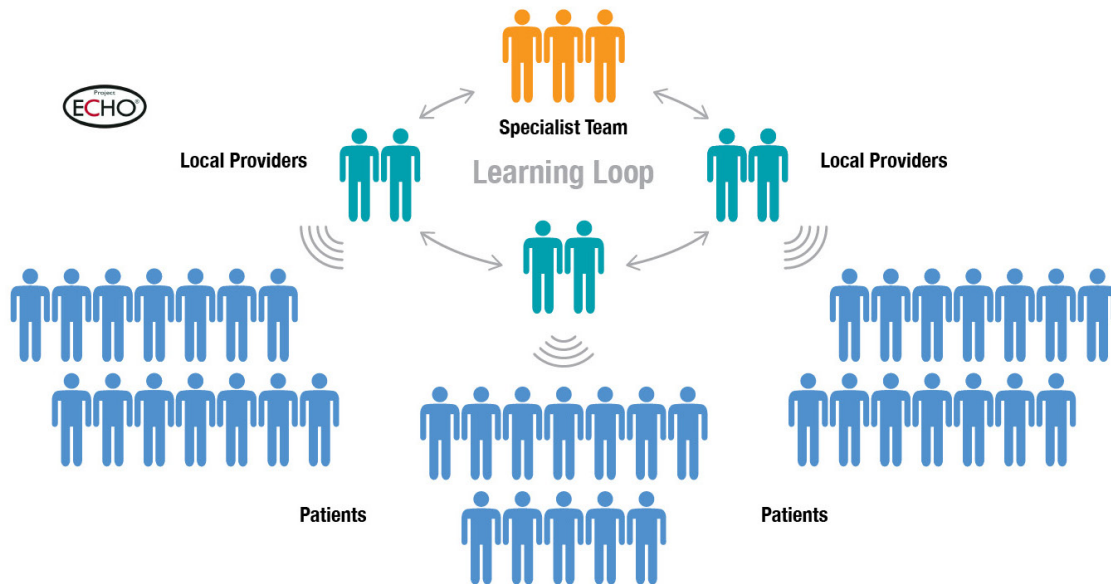 Project
ECHO®
Specialist Team
Local Providers
Learning Loop
Local Providers
Patients
Patients